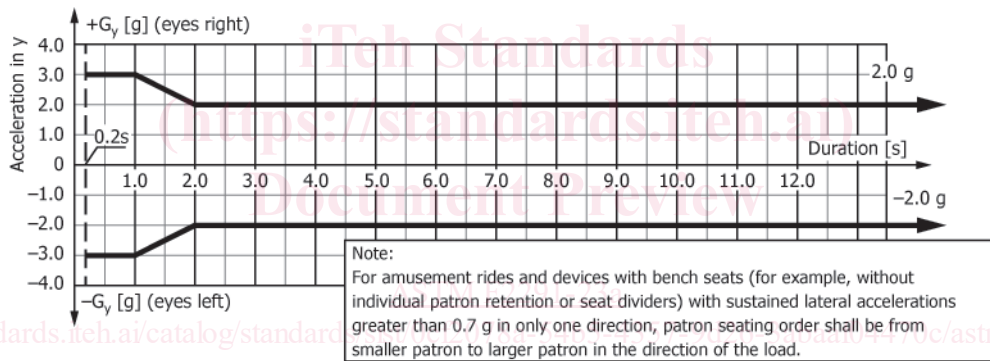 +Gy [g] (eyes right)
Acceleration in y
4.0
3.0
2.0
1.0
0
−1.0
−2.0
−3.0
−4.0
0.2s
2.0 g
Duration [s]
1.0 2.0 3.0 4.0 5.0 6.0 7.0 8.0 9.0 10.0 11.0 12.0
−2.0 g
−Gy [g] (eyes left)
Note:
For amusement rides and devices with bench seats (for example, without
individual patron retention or seat dividers) with sustained lateral accelerations
greater than 0.7 g in only one direction, patron seating order shall be from
smaller patron to larger patron in the direction of the load.
iTeh Standards
(https://standards.iteh.ai)
Document Preview